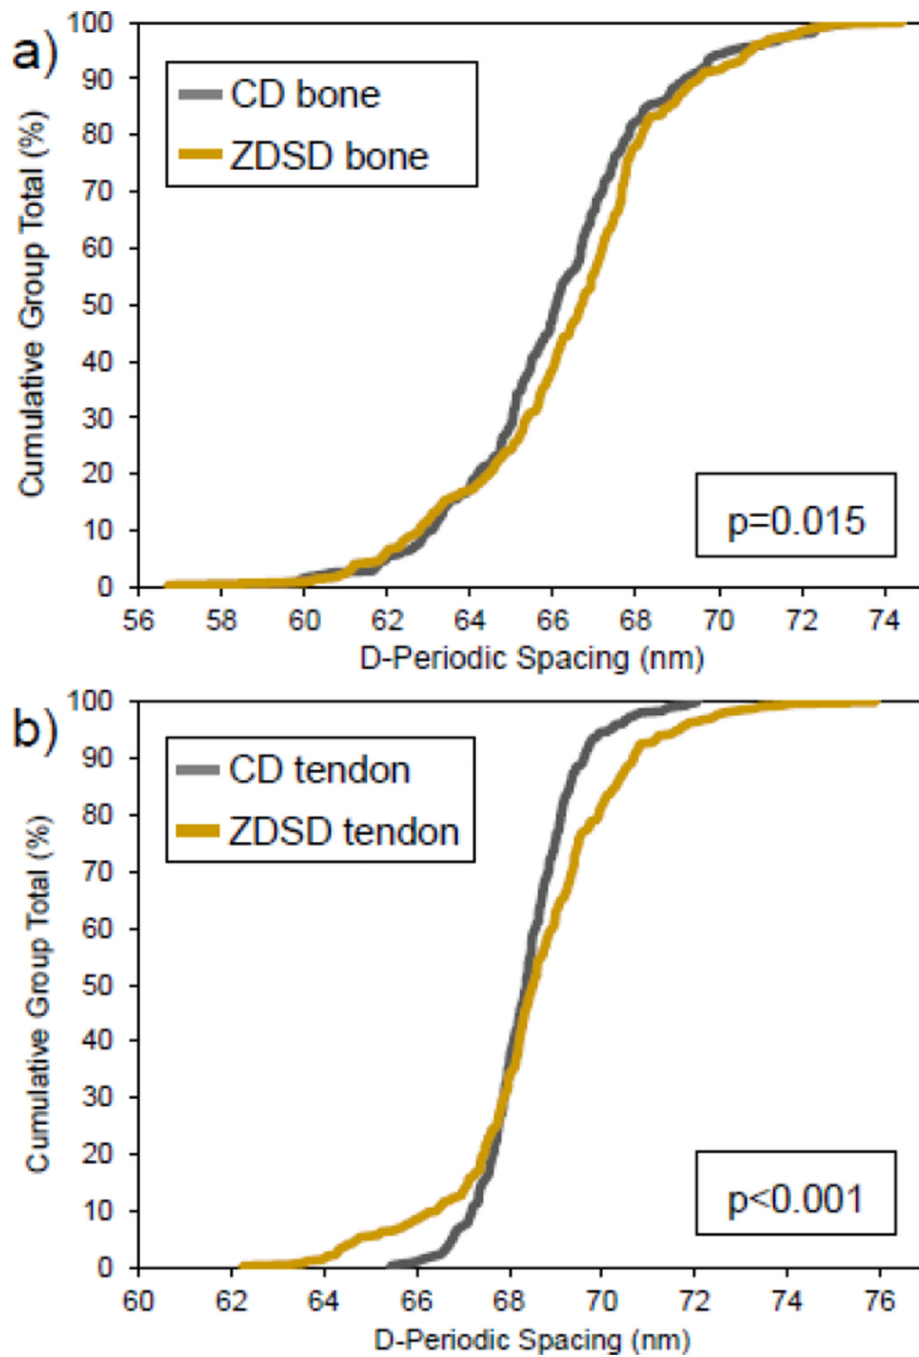 a)
100
90
80
70
60
50
40
30
20
10
0
Cumulative Group Total (%)
CD bone
ZDSD bone
p=0.015
56 58 60 62 64 66 68 70 72 74
D-Periodic Spacing (nm)
b)
100
90
80
70
60
50
40
30
20
10
0
Cumulative Group Total (%)
CD tendon
ZDSD tendon
p<0.001
60 62 64 66 68 70 72 74 76
D-Periodic Spacing (nm)